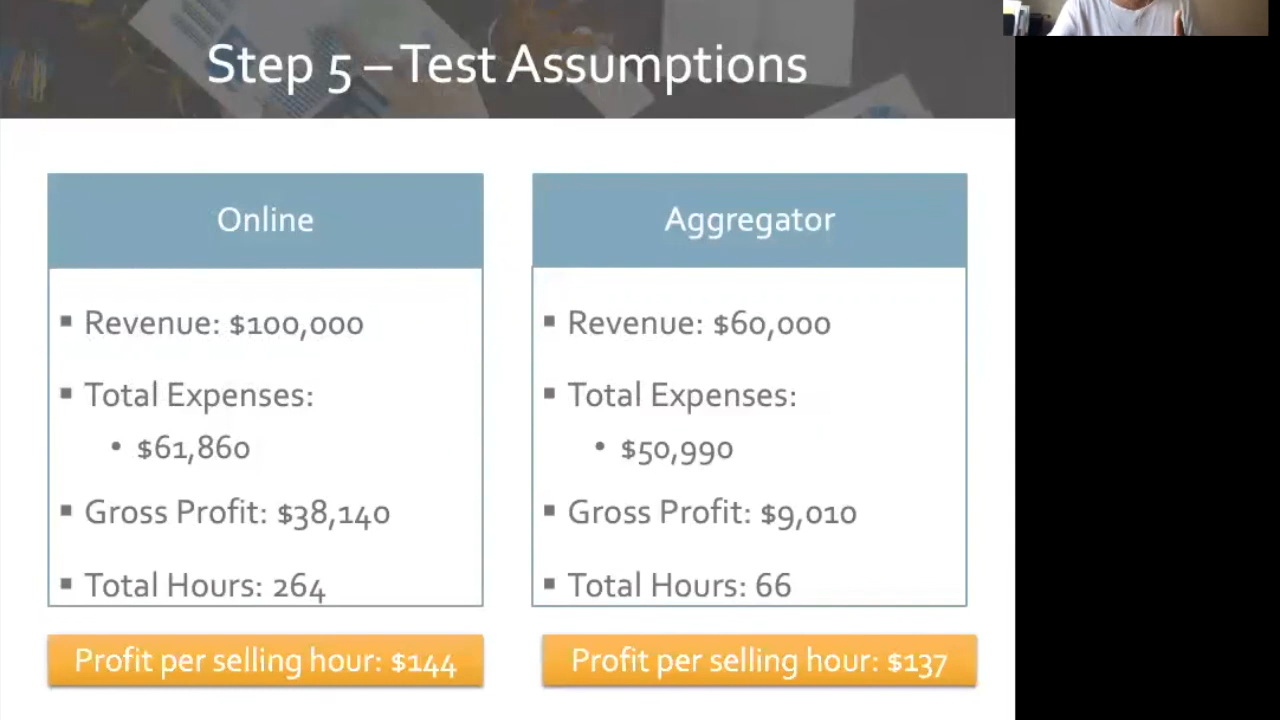 Step 5 – Test Assumptions
Online
▪ Revenue: $100,000
▪ Total Expenses:
• $61,860
▪ Gross Profit: $38,140
▪ Total Hours: 264
Profit per selling hour: $144
Aggregator
▪ Revenue: $60,000
▪ Total Expenses:
• $50,990
▪ Gross Profit: $9,010
▪ Total Hours: 66
Profit per selling hour: $137